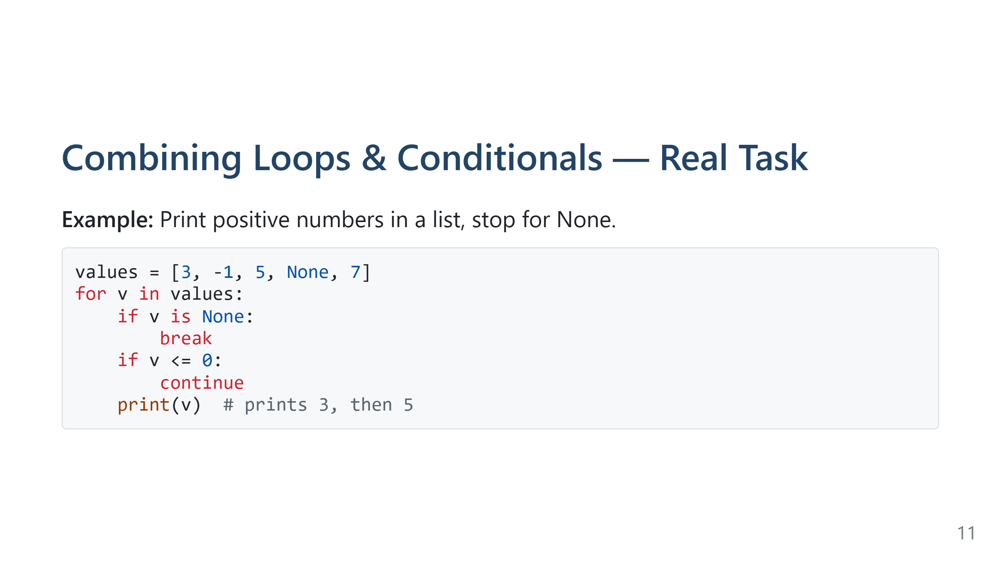 Combining Loops & Conditionals — Real Task
Example: Print positive numbers in a list, stop for None.
values = [3, -1, 5, None, 7]
for v in values:
    if v is None:
        break
    if v <= 0:
        continue
    print(v)  # prints 3, then 5
11